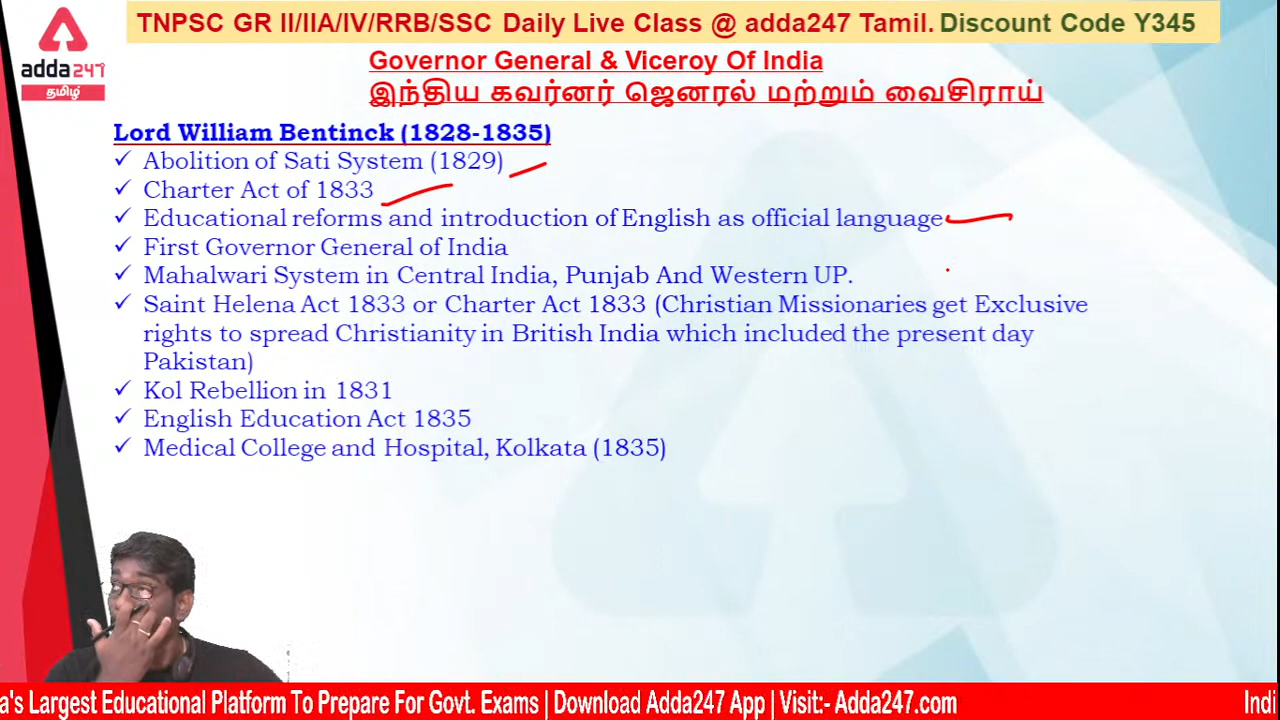 TNPSC GR II/IIA/IV/RRB/SSC Daily Live Class @ adda247 Tamil. Discount Code Y345
adda247
தமிழ்
Governor General & Viceroy Of India
இந்திய கவர்னர் ஜெனரல் மற்றும் வைசிராய்
Lord William Bentinck (1828-1835)
✓ Abolition of Sati System (1829)
✓ Charter Act of 1833
✓ Educational reforms and introduction of English as official language
✓ First Governor General of India
✓ Mahalwari System in Central India, Punjab And Western UP.
✓ Saint Helena Act 1833 or Charter Act 1833 (Christian Missionaries get Exclusive
rights to spread Christianity in British India which included the present day
Pakistan)
✓ Kol Rebellion in 1831
✓ English Education Act 1835
✓ Medical College and Hospital, Kolkata (1835)
a's Largest Educational Platform To Prepare For Govt. Exams | Download Adda247 App | Visit:- Adda247.com Indi